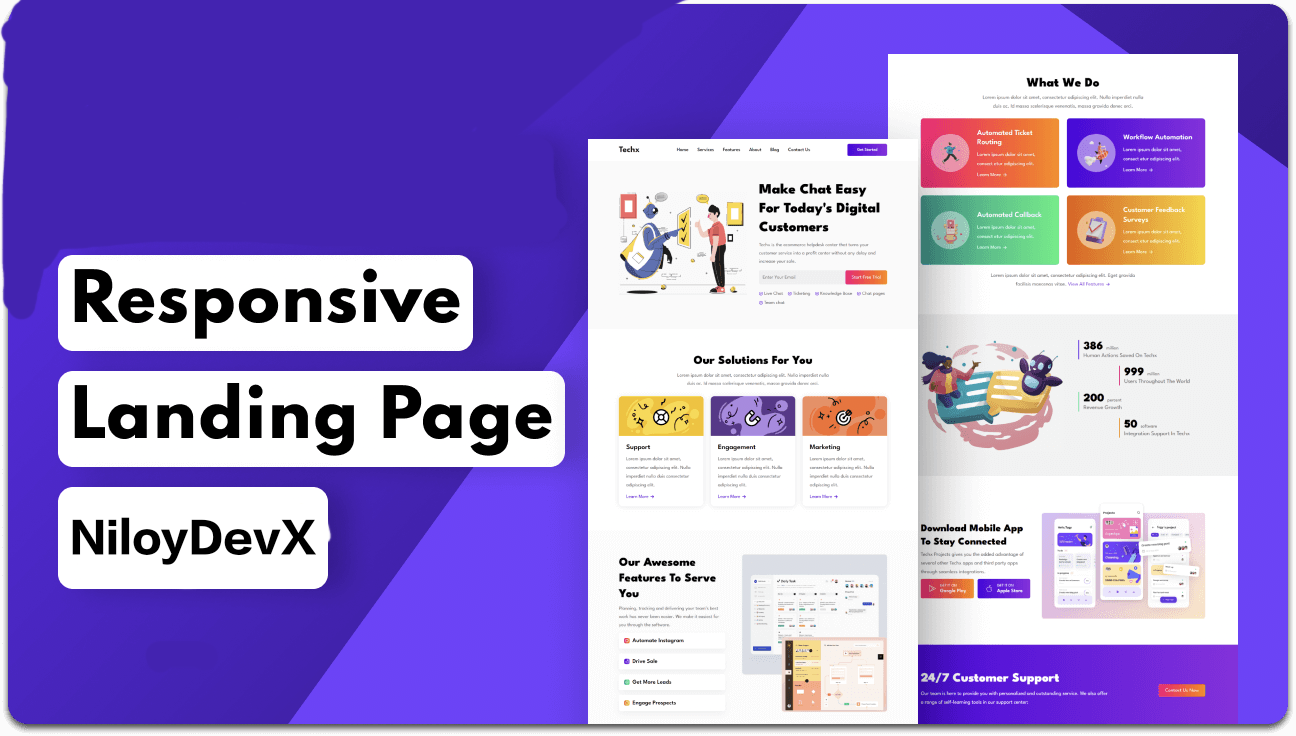 Responsive
Landing Page
NiloyDevX
Techx
Home Services Features About Blog Contact Us
Get Started
Make Chat Easy
For Today's Digital
Customers
Techx is the ecommerce helpdesk center that turns your
customer service into a profit center without any delay and
increase your sale.
Enter Your Email
Start Free Trial
Live Chat Ticketing Knowledge Base Chat pages
Team chat
Our Solutions For You
Lorem ipsum dolor sit amet, consectetur adipiscing elit. Nulla imperdiet nulla
duis ac. Id massa scelerisque venenatis, massa gravida donec orci.
Support
Lorem ipsum dolor sit amet,
consectetur adipiscing elit. Nulla
imperdiet nulla duis consectetur
adipiscing elit.
Learn More →
Engagement
Lorem ipsum dolor sit amet,
consectetur adipiscing elit. Nulla
imperdiet nulla duis consectetur
adipiscing elit.
Learn More →
Marketing
Lorem ipsum dolor sit amet,
consectetur adipiscing elit. Nulla
imperdiet nulla duis consectetur
adipiscing elit.
Learn More →
Our Awesome
Features To Serve
You
Planning, tracking and delivering your team's best
work has never been easier. We make it easiest for
you through the software.
Automate Instagram
Drive Sale
Get More Leads
Engage Prospects
Daily Task
What We Do
Lorem ipsum dolor sit amet, consectetur adipiscing elit. Nulla imperdiet nulla
duis ac. Id massa scelerisque venenatis, massa gravida donec orci.
Automated Ticket
Routing
Lorem ipsum dolor sit amet,
consect etur adipiscing elit.
Learn More →
Workflow Automation
Lorem ipsum dolor sit amet,
consect etur adipiscing elit.
Learn More →
Automated Callback
Lorem ipsum dolor sit amet,
consect etur adipiscing elit.
Learn More →
Customer Feedback
Surveys
Lorem ipsum dolor sit amet,
consect etur adipiscing elit.
Learn More →
Lorem ipsum dolor sit amet, consectetur adipiscing elit. Eget gravida
facilisis maecenas vitae. View All Features →
386 million
Human Actions Saved On Techx
999 million
Users Throughout The World
200 percent
Revenue Growth
50 software
Integration Support In Techx
Download Mobile App
To Stay Connected
Techx Projects gives you the added advantage of
several other Techx apps and third party apps
through seamless integrations.
GET IT ON
Google Play
GET IT ON
Apple Store
Projects
24/7 Customer Support
Our team is here to provide you with personalized and outstanding service. We also offer
a range of self-learning tools in our support center:
Contact Us Now